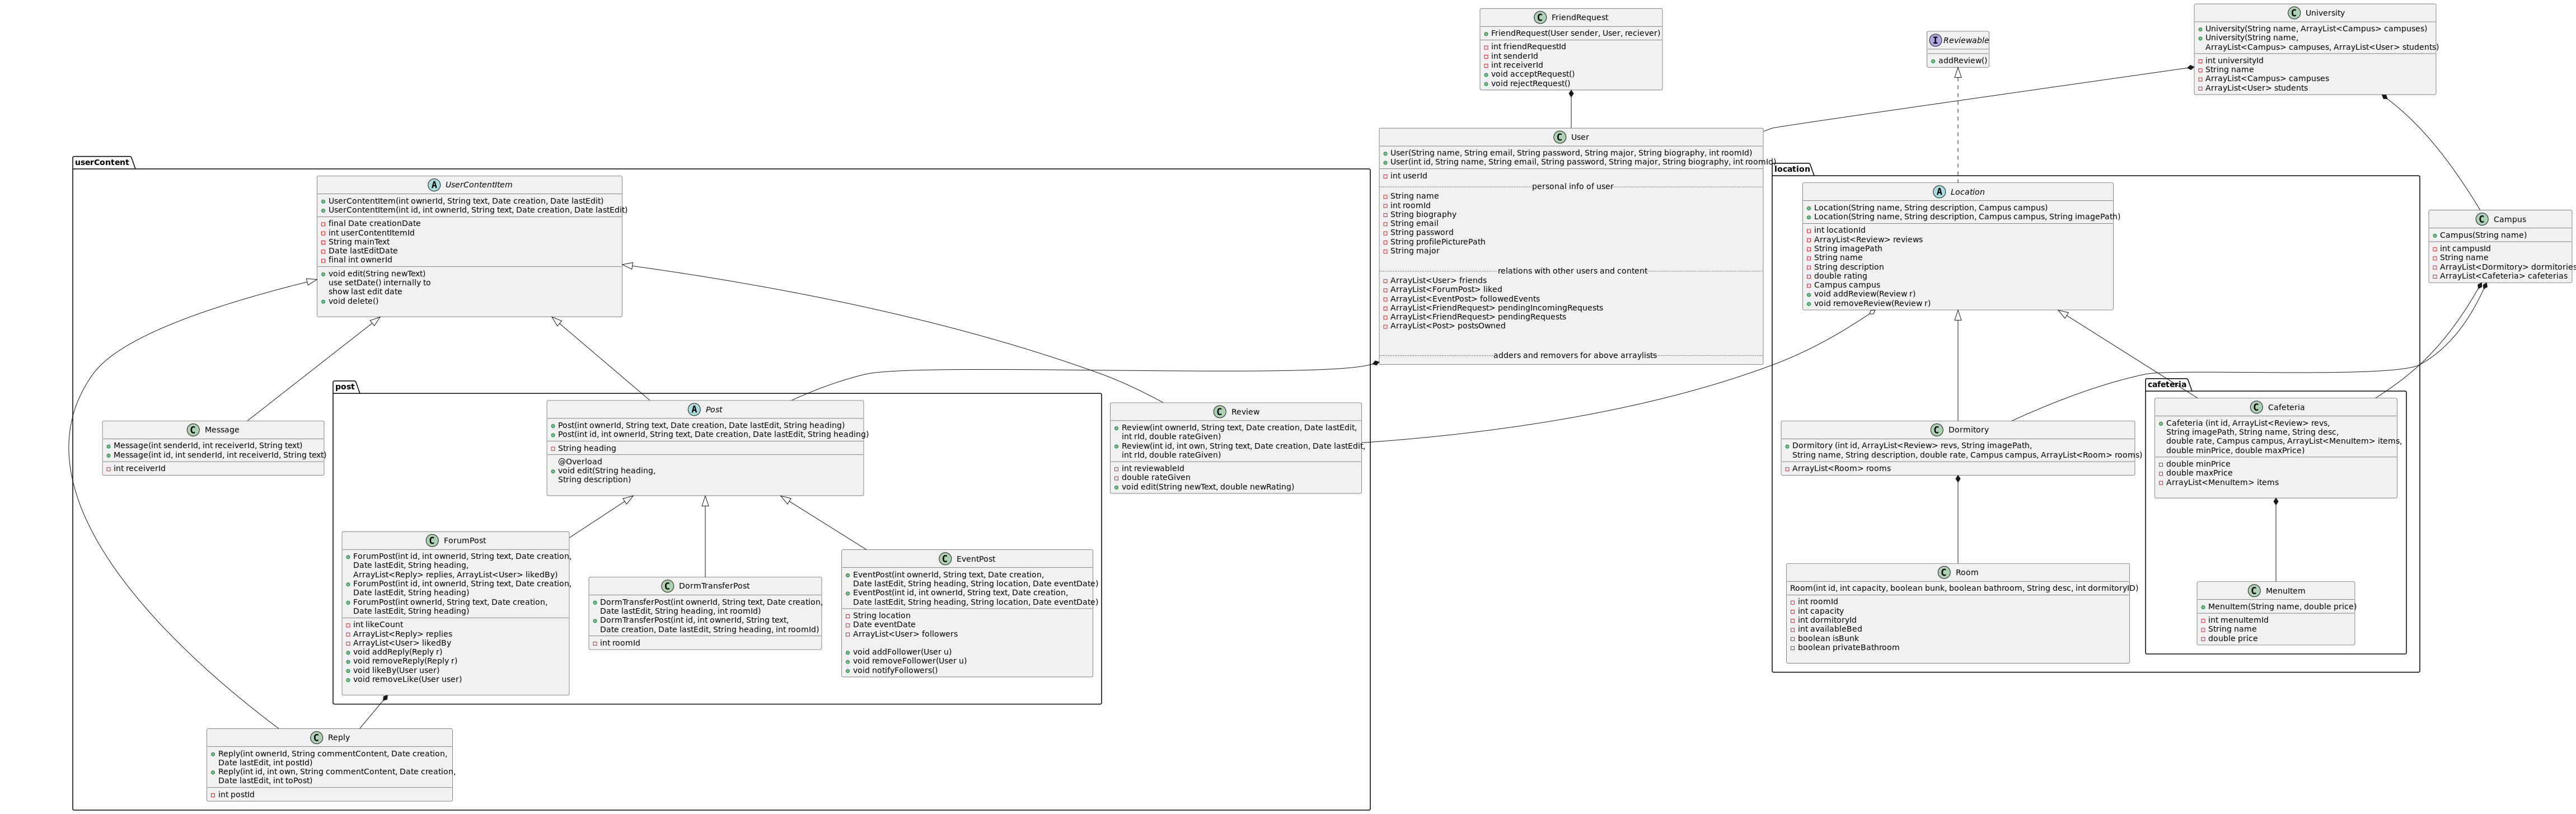 FriendRequest
FriendRequest(User sender, User, reciever)
int friendRequestId
int senderId
int receiverId
void acceptRequest()
void rejectRequest()
Reviewable
addReview()
University
University(String name, ArrayList<Campus> campuses)
University(String name,
ArrayList<Campus> campuses, ArrayList<User> students)
int universityId
String name
ArrayList<Campus> campuses
ArrayList<User> students
User
User(String name, String email, String password, String major, String biography, int roomId)
User(int id, String name, String email, String password, String major, String biography, int roomId)
int userId
personal info of user
String name
int roomId
String biography
String email
String password
String profilePicturePath
String major
relations with other users and content
ArrayList<User> friends
ArrayList<ForumPost> liked
ArrayList<EventPost> followedEvents
ArrayList<FriendRequest> pendingIncomingRequests
ArrayList<FriendRequest> pendingRequests
ArrayList<Post> postsOwned
adders and removers for above arraylists
userContent
UserContentItem
UserContentItem(int ownerId, String text, Date creation, Date lastEdit)
UserContentItem(int id, int ownerId, String text, Date creation, Date lastEdit)
final Date creationDate
int userContentItemId
String mainText
Date lastEditDate
final int ownerId
void edit(String newText)
use setDate() internally to
show last edit date
void delete()
Message
Message(int senderId, int receiverId, String text)
Message(int id, int senderId, int receiverId, String text)
int receiverId
post
Post
Post(int ownerId, String text, Date creation, Date lastEdit, String heading)
Post(int id, int ownerId, String text, Date creation, Date lastEdit, String heading)
String heading
@Overload
void edit(String heading,
String description)
Review
Review(int ownerId, String text, Date creation, Date lastEdit,
int rId, double rateGiven)
Review(int id, int own, String text, Date creation, Date lastEdit,
int rId, double rateGiven)
int reviewableId
double rateGiven
void edit(String newText, double newRating)
ForumPost
ForumPost(int id, int ownerId, String text, Date creation,
Date lastEdit, String heading,
ArrayList<Reply> replies, ArrayList<User> likedBy)
ForumPost(int id, int ownerId, String text, Date creation,
Date lastEdit, String heading)
ForumPost(int ownerId, String text, Date creation,
Date lastEdit, String heading)
int likeCount
ArrayList<Reply> replies
ArrayList<User> likedBy
void addReply(Reply r)
void removeReply(Reply r)
void likeBy(User user)
void removeLike(User user)
DormTransferPost
DormTransferPost(int ownerId, String text, Date creation,
Date lastEdit, String heading, int roomId)
DormTransferPost(int id, int ownerId, String text,
Date creation, Date lastEdit, String heading, int roomId)
int roomId
EventPost
EventPost(int ownerId, String text, Date creation,
Date lastEdit, String heading, String location, Date eventDate)
EventPost(int id, int ownerId, String text, Date creation,
Date lastEdit, String heading, String location, Date eventDate)
String location
Date eventDate
ArrayList<User> followers
void addFollower(User u)
void removeFollower(User u)
void notifyFollowers()
Reply
Reply(int ownerId, String commentContent, Date creation,
Date lastEdit, int postId)
Reply(int id, int own, String commentContent, Date creation,
Date lastEdit, int toPost)
int postId
location
Location
Location(String name, String description, Campus campus)
Location(String name, String description, Campus campus, String imagePath)
int locationId
ArrayList<Review> reviews
String imagePath
String name
String description
double rating
Campus campus
void addReview(Review r)
void removeReview(Review r)
Campus
Campus(String name)
int campusId
String name
ArrayList<Dormitory> dormitories
ArrayList<Cafeteria> cafeterias
Dormitory
Dormitory (int id, ArrayList<Review> revs, String imagePath,
String name, String description, double rate, Campus campus, ArrayList<Room> rooms)
ArrayList<Room> rooms
cafeteria
Cafeteria
Cafeteria (int id, ArrayList<Review> revs,
String imagePath, String name, String desc,
double rate, Campus campus, ArrayList<MenuItem> items,
double minPrice, double maxPrice)
double minPrice
double maxPrice
ArrayList<MenuItem> items
Room
Room(int id, int capacity, boolean bunk, boolean bathroom, String desc, int dormitoryID)
int roomId
int capacity
int dormitoryId
int availableBed
boolean isBunk
boolean privateBathroom
MenuItem
MenuItem(String name, double price)
int menuItemId
String name
double price